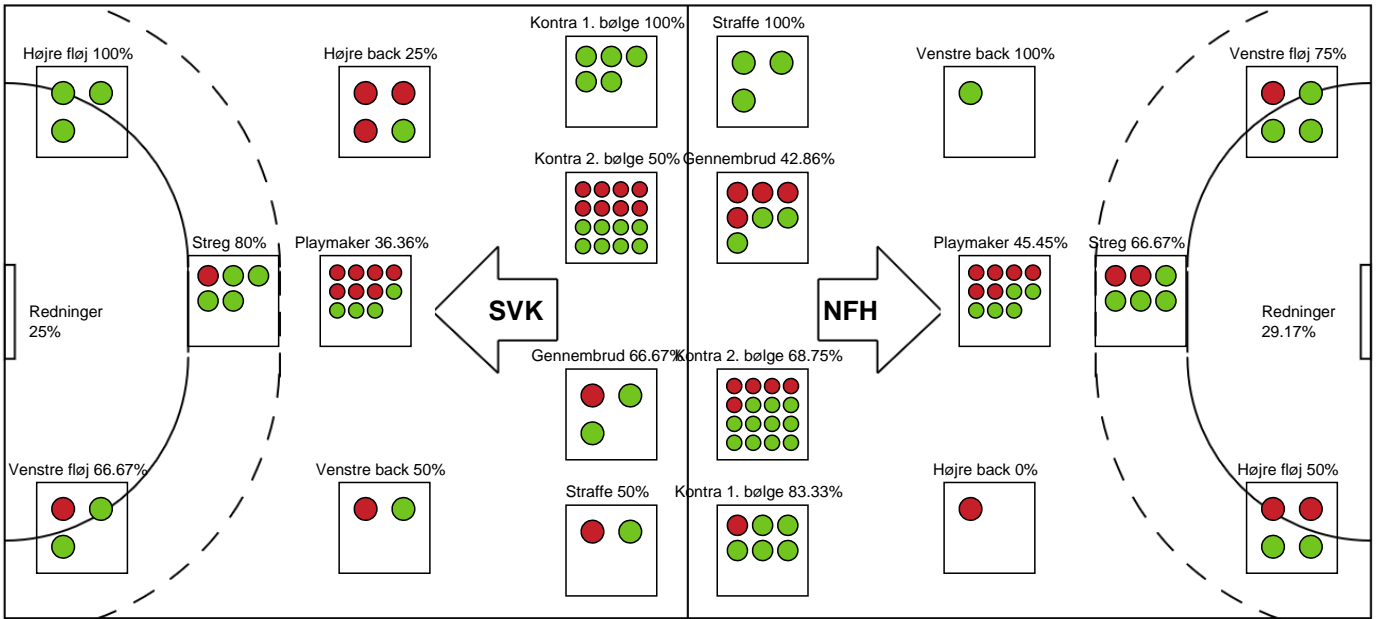 Kontra 1. bølge 100%
Straffe 100%
Højre fløj 100%
Højre back 25%
Venstre back 100%
Venstre fløj 75%
Kontra 2. bølge 50%
Gennembrud 42.86%
Streg 80%
Playmaker 36.36%
Playmaker 45.45%
Streg 66.67%
Redninger
25%
SVK
NFH
Redninger
29.17%
Gennembrud 66.67%
Kontra 2. bølge 68.75%
Venstre fløj 66.67%
Venstre back 50%
Højre back 0%
Højre fløj 50%
Straffe 50%
Kontra 1. bølge 83.33%